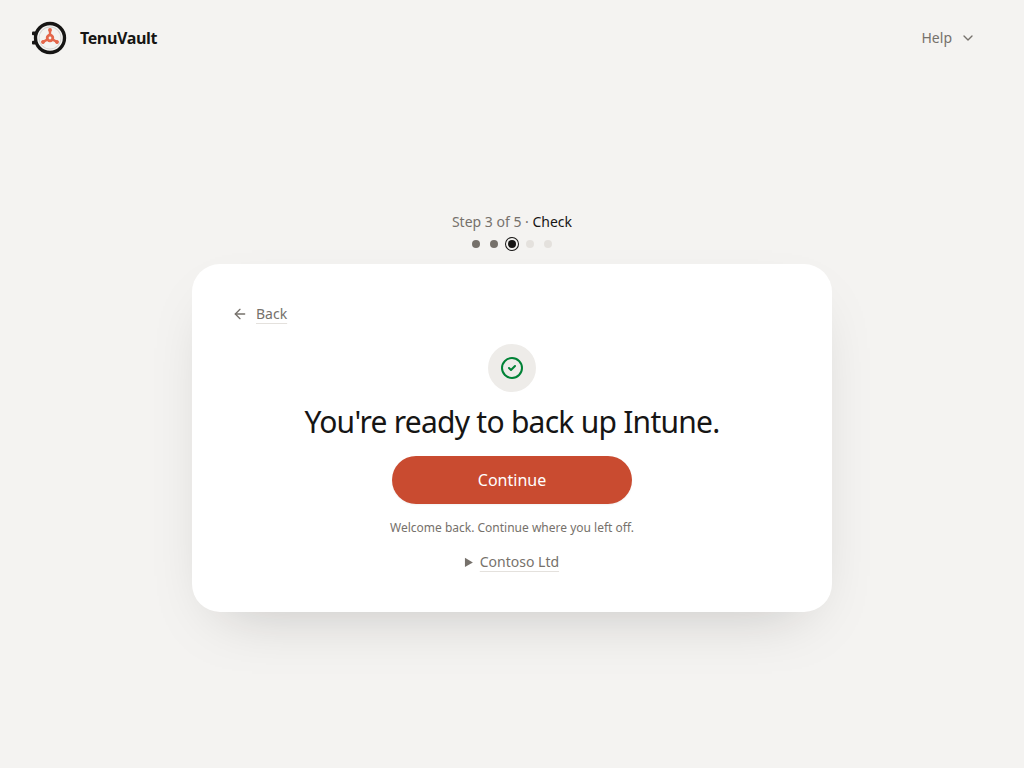 TenuVault
Help
Step 3 of 5 · Check
Back
You're ready to back up Intune.
Continue
Welcome back. Continue where you left off.
Contoso Ltd